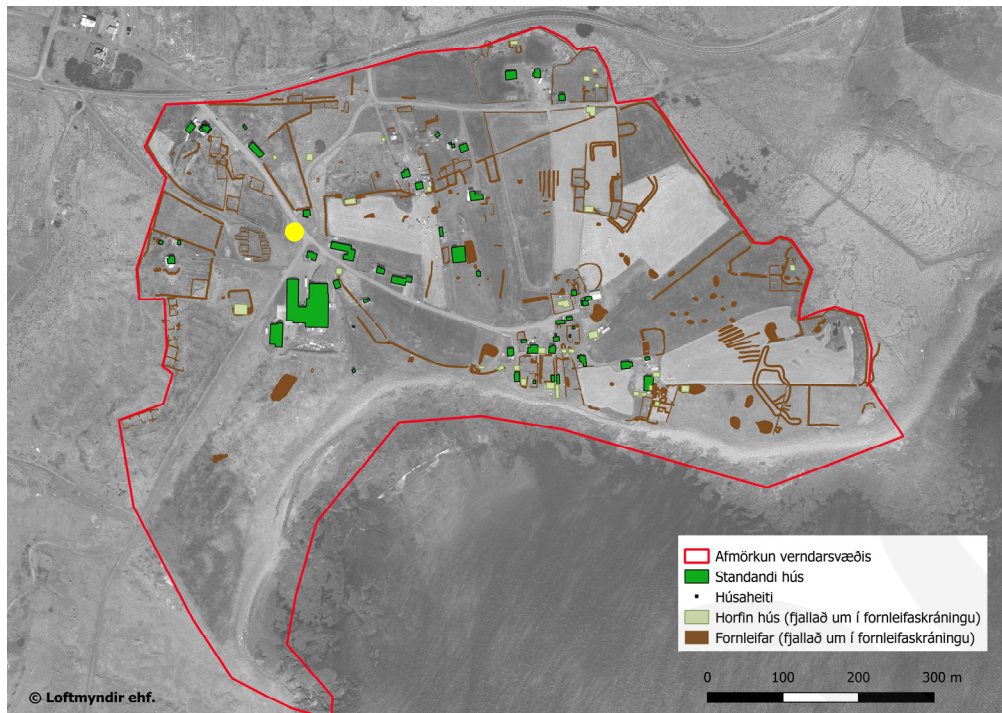 Afmörkun verndarsvæðis
Standandi hús
Húsaheiti
Horfin hús (fjallað um í fornleifaskráningu)
Fornleifar (fjallað um í fornleifaskráningu)
0 100 200 300 m
© Loftmyndir ehf.